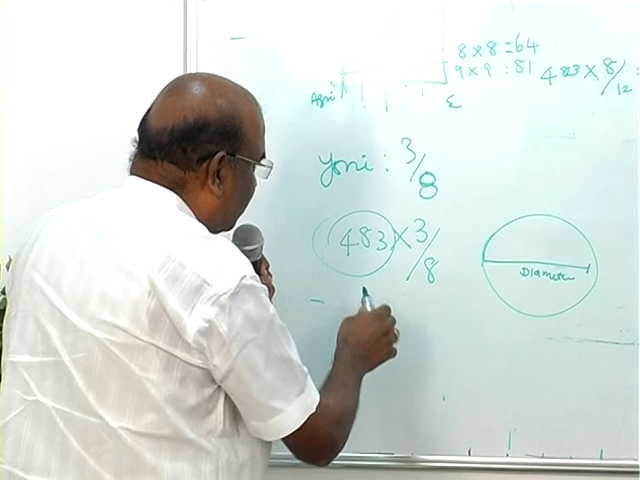 8 x 8 = 64
9 x 9 : 81
483 x 8/12 =
Agni
E
Yoni : 3/8
483 x 3/8
Diameter
-